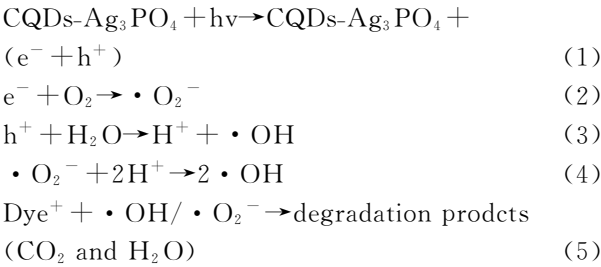 CQDs-Ag₃PO₄+hv→CQDs-Ag₃PO₄+
(e⁻+h⁺) (1)
e⁻+O₂→·O₂⁻ (2)
h⁺+H₂O→H⁺+·OH (3)
·O₂⁻+2H⁺→2·OH (4)
Dye⁺+·OH/·O₂⁻→degradation prodcts
(CO₂ and H₂O) (5)